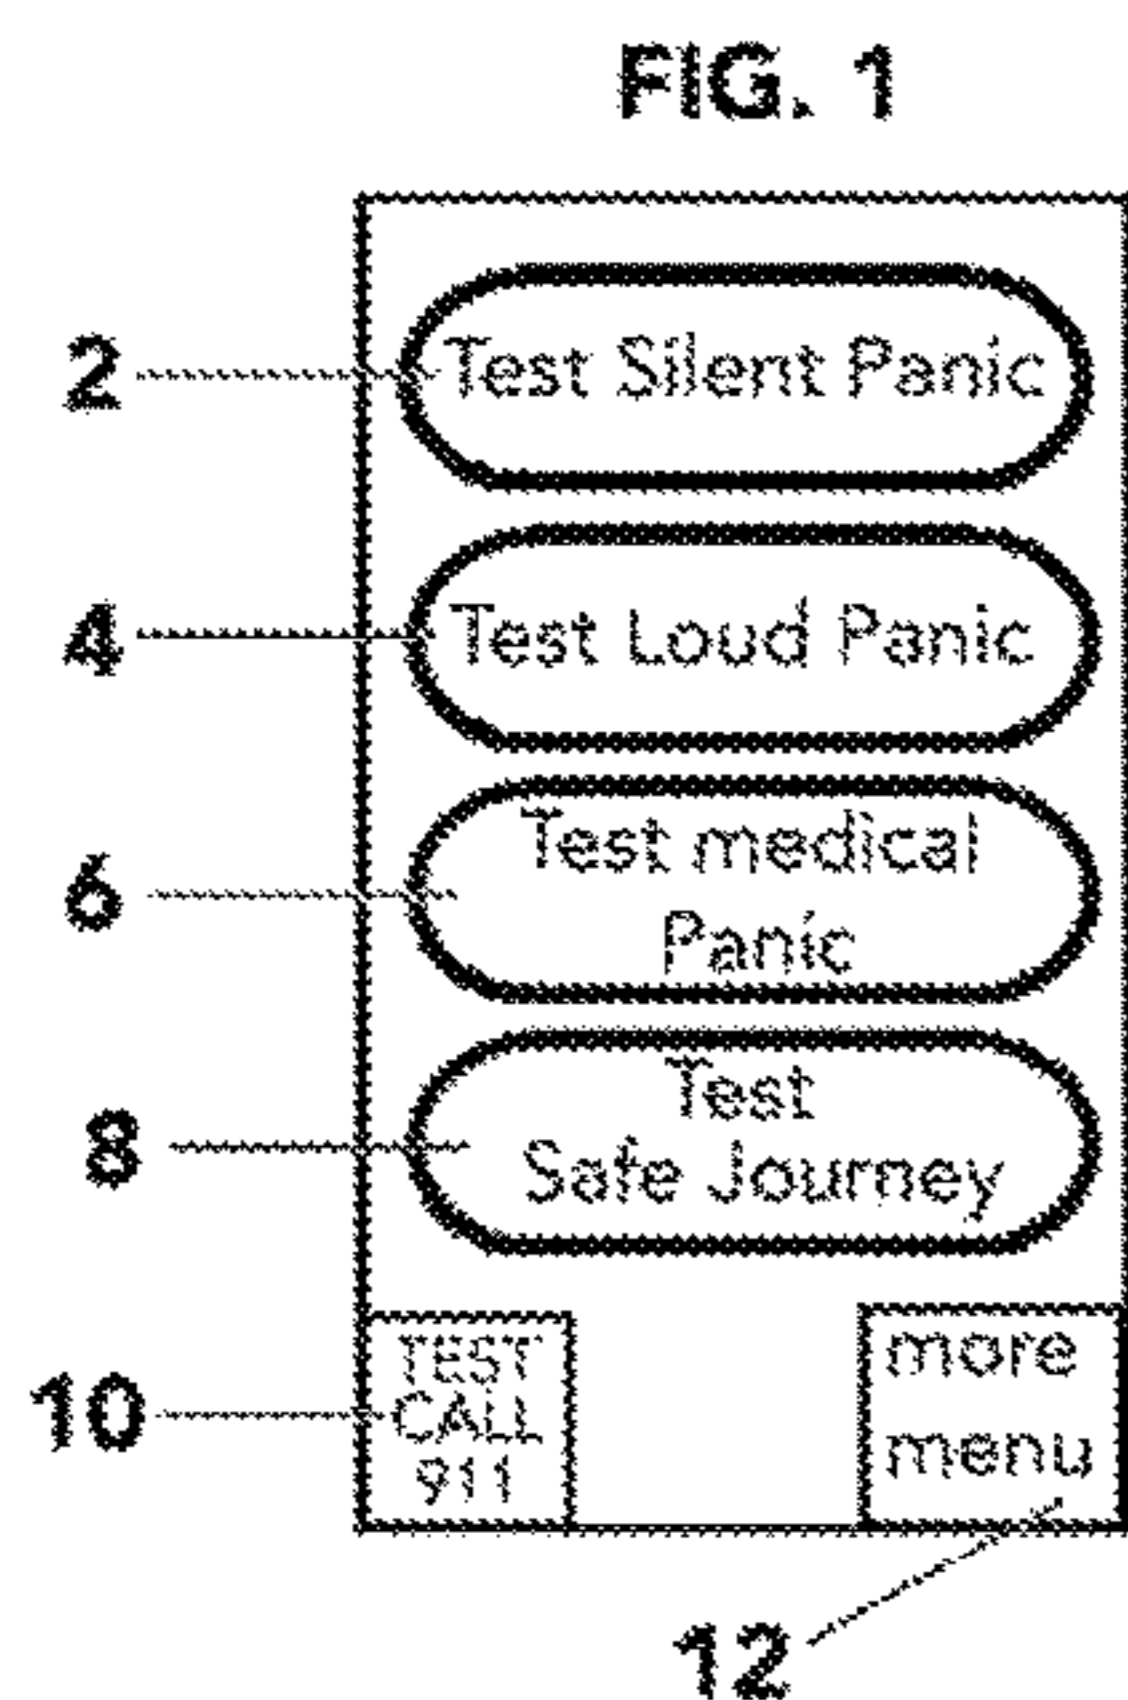 FIG. 1
2
Test Silent Panic
4
Test Loud Panic
6
Test medical
Panic
8
Test
Safe Journey
10
TEST
CALL
911
more
menu
12